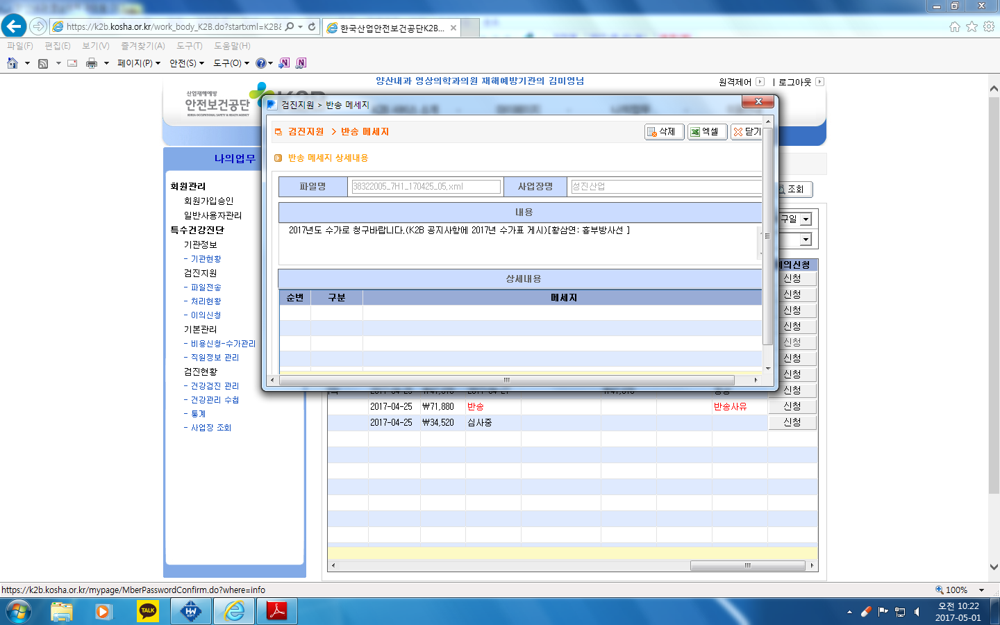 https://k2b.kosha.or.kr/work_body_K2B.do?startxml=K2B&
한국산업안전보건공단K2B...
파일(F) 편집(E) 보기(V) 즐겨찾기(A) 도구(T) 도움말(H)
페이지(P) 안전(S) 도구(O)
양산내과 영상의학과의원 재해예방기관의 김미영님
원격제어 | 로그아웃
산업재해예방
안전보건공단
KOREA OCCUPATIONAL SAFETY & HEALTH AGENCY
나의업무
회원관리
회원가입승인
일반사용자관리
특수건강진단
기관정보
- 기관현황
검진지원
- 파일전송
- 처리현황
- 이의신청
기본관리
- 비용신청-수가관리
- 직원정보 관리
검진현황
- 건강검진 관리
- 건강관리 수첩
- 통계
- 사업장 조회
검진지원 > 반송 메세지
검진지원 > 반송 메세지
삭제 엑셀 닫기
반송 메세지 상세내용
파일명 38322005_7H1_170425_05.xml 사업장명 성진산업
내용
2017년도 수가로 청구바랍니다.(K2B 공지사항에 2017년 수가표 게시)[황삼연: 흉부방사선 ]
상세내용
순번 구분 메세지
조회
구일
이의신청
신청
신청
신청
신청
신청
신청
신청
신청
2017-04-25 ₩71,880 반송 반송사유 신청
2017-04-25 ₩34,520 심사중 신청
https://k2b.kosha.or.kr/mypage/MberPasswordConfirm.do?where=info
100%
TALK
HW
SOFT
오전 10:22
2017-05-01